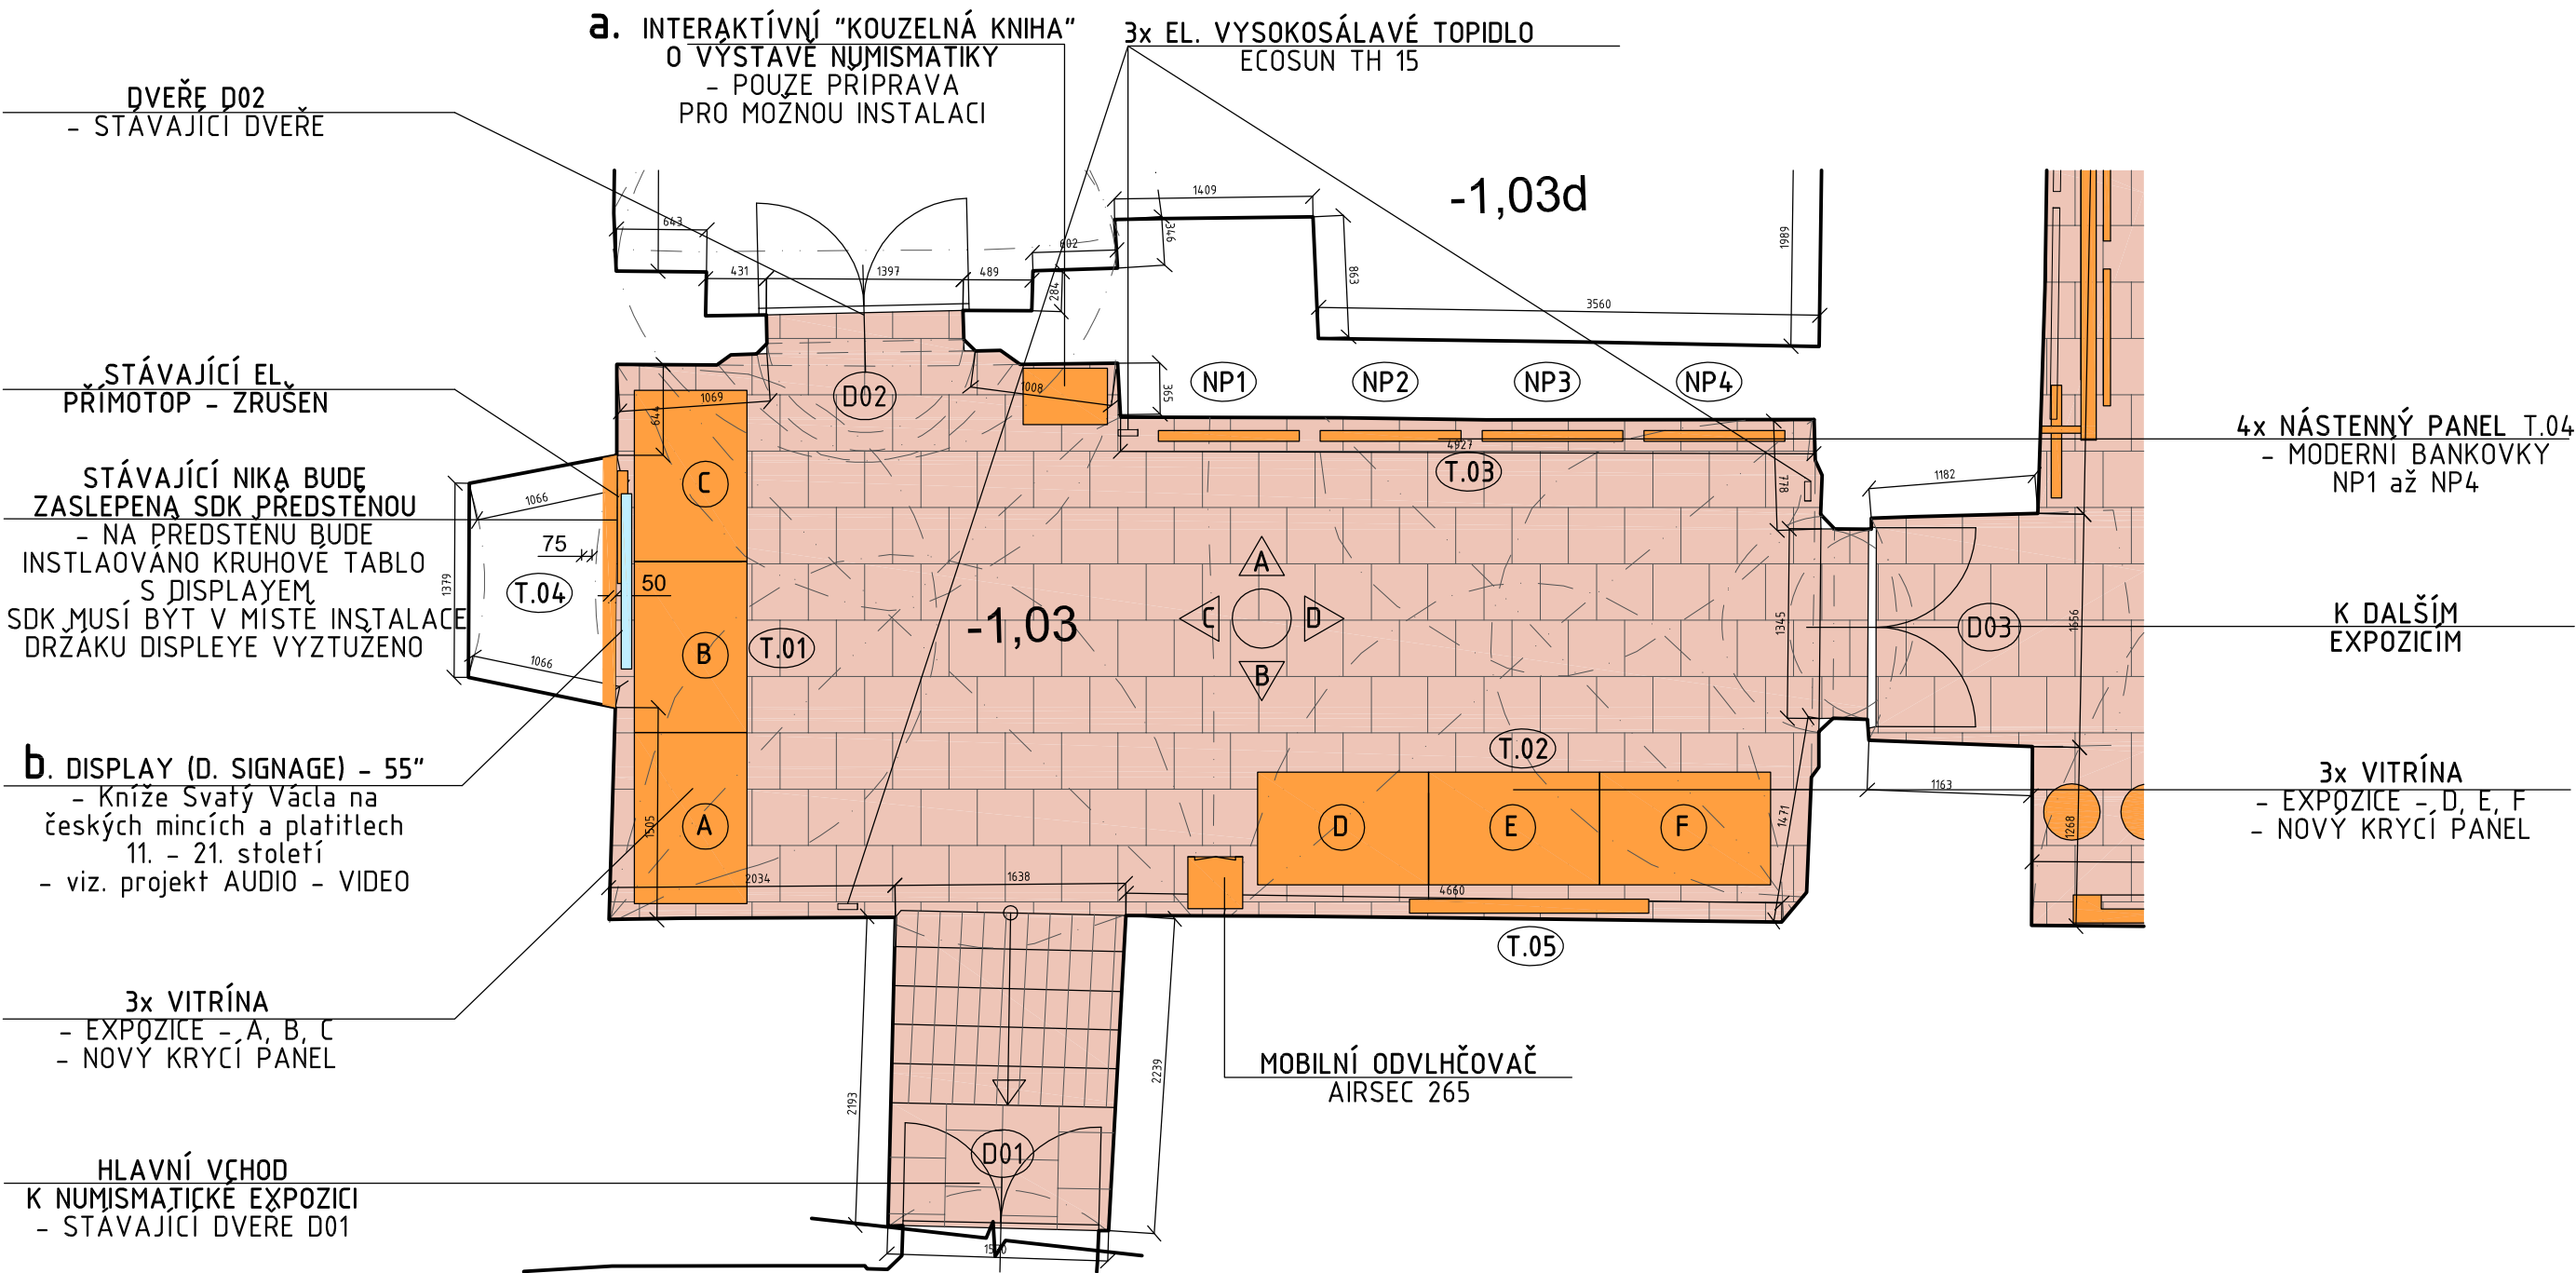 a. INTERAKTÍVNÍ "KOUZELNÁ KNIHA"
O VÝSTAVĚ NUMISMATIKY
- POUZE PŘÍPRAVA
PRO MOŽNOU INSTALACI
3x EL. VYSOKOSÁLAVÉ TOPIDLO
ECOSUN TH 15
DVEŘE D02
- STÁVAJÍCÍ DVEŘE
-1,03d
1409
346
863
1989
3560
643
602
431
1397
489
284
STÁVAJÍCÍ EL.
PŘÍMOTOP - ZRUŠEN
NP1
NP2
NP3
NP4
D02
1008
365
1069
644
4927
T.03
778
4x NÁSTENNÝ PANEL T.04
- MODERNÍ BANKOVKY
NP1 až NP4
1182
STÁVAJÍCÍ NIKA BUDE
ZASLEPENA SDK PŘEDSTĚNOU
- NA PŘEDSTĚNU BUDE
INSTLAOVÁNO KRUHOVÉ TABLO
S DISPLAYEM
SDK MUSÍ BÝT V MÍSTĚ INSTALACE
DRŽÁKU DISPLEYE VYZTUŽENO
1066
75
50
T.04
1379
1066
C
B
A
T.01
-1,03
A
C
D
B
1345
D03
1656
K DALŠÍM
EXPOZICÍM
b. DISPLAY (D. SIGNAGE) - 55"
- Kníže Svatý Václa na
českých mincích a platitlech
11. - 21. století
- viz. projekt AUDIO - VIDEO
T.02
D
E
F
1471
1163
1268
3x VITRÍNA
- EXPOZICE - D, E, F
- NOVÝ KRYCÍ PANEL
1505
2034
1638
4660
T.05
3x VITRÍNA
- EXPOZICE - A, B, C
- NOVÝ KRYCÍ PANEL
2193
2239
MOBILNÍ ODVLHČOVAČ
AIRSEC 265
D01
HLAVNÍ VCHOD
K NUMISMATICKÉ EXPOZICI
- STÁVAJÍCÍ DVEŘE D01